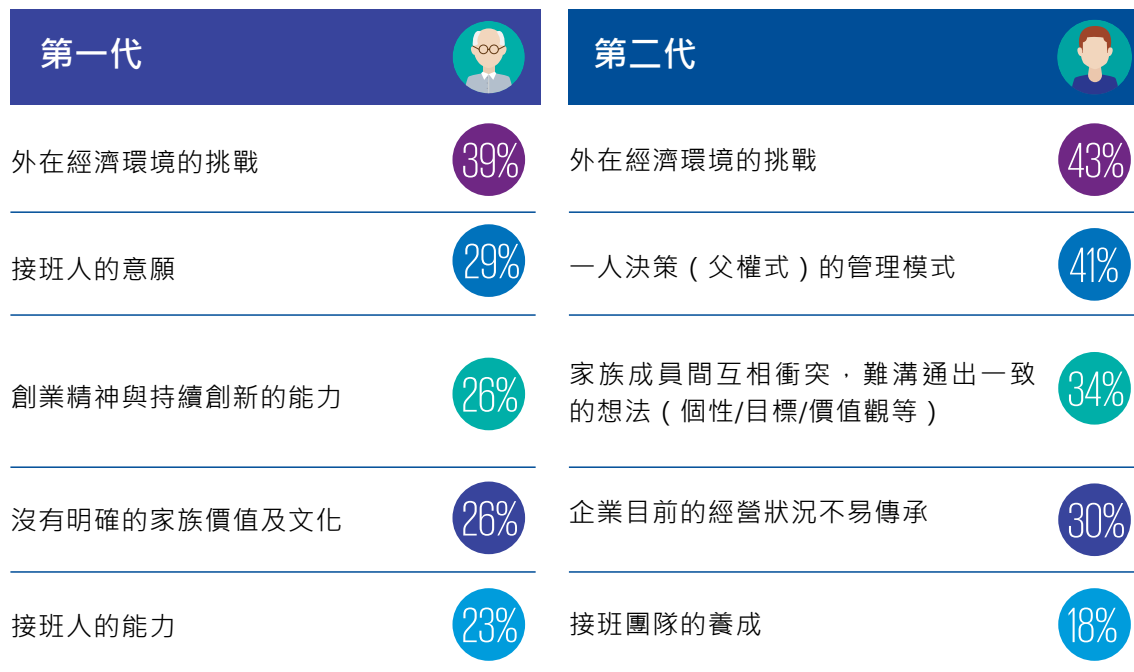 第一代
外在經濟環境的挑戰
39%
接班人的意願
29%
創業精神與持續創新的能力
26%
沒有明確的家族價值及文化
26%
接班人的能力
23%
第二代
外在經濟環境的挑戰
43%
一人決策(父權式)的管理模式
41%
家族成員間互相衝突,難溝通出一致
的想法(個性/目標/價值觀等)
34%
企業目前的經營狀況不易傳承
30%
接班團隊的養成
18%